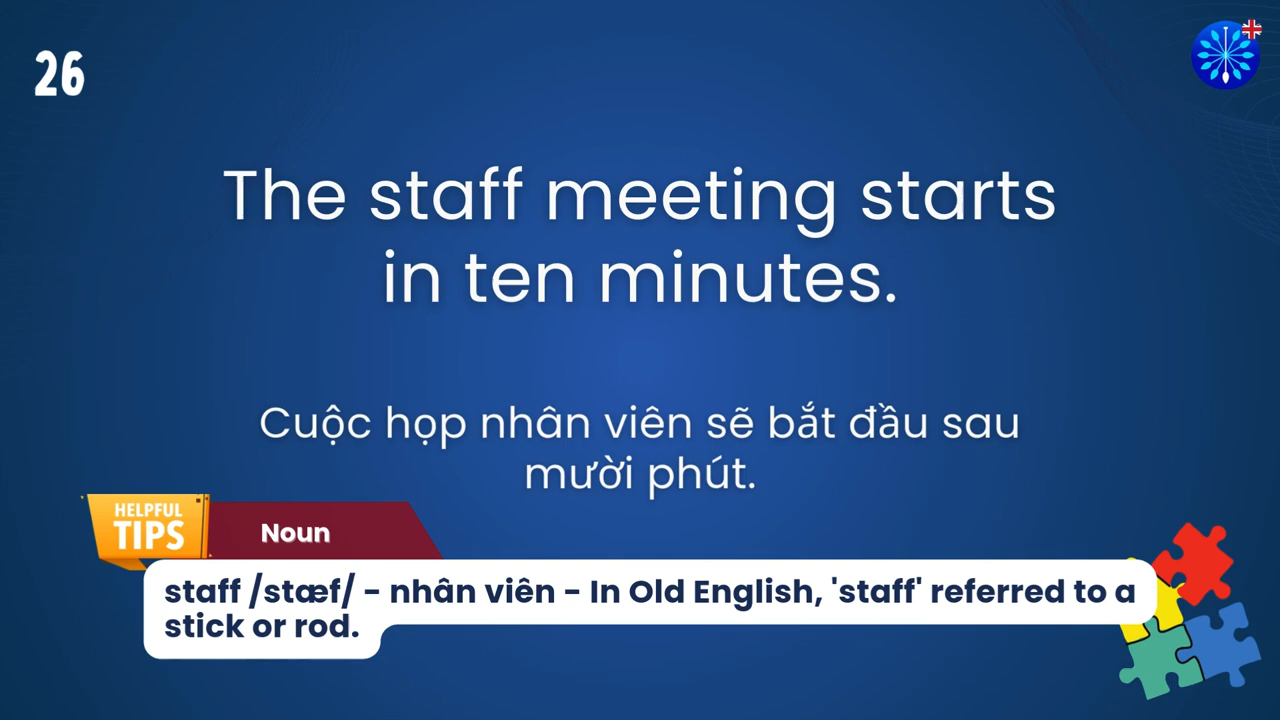 26
The staff meeting starts
in ten minutes.
Cuộc họp nhân viên sẽ bắt đầu sau
mười phút.
HELPFUL
TIPS
Noun
staff /stæf/ - nhân viên - In Old English, 'staff' referred to a
stick or rod.